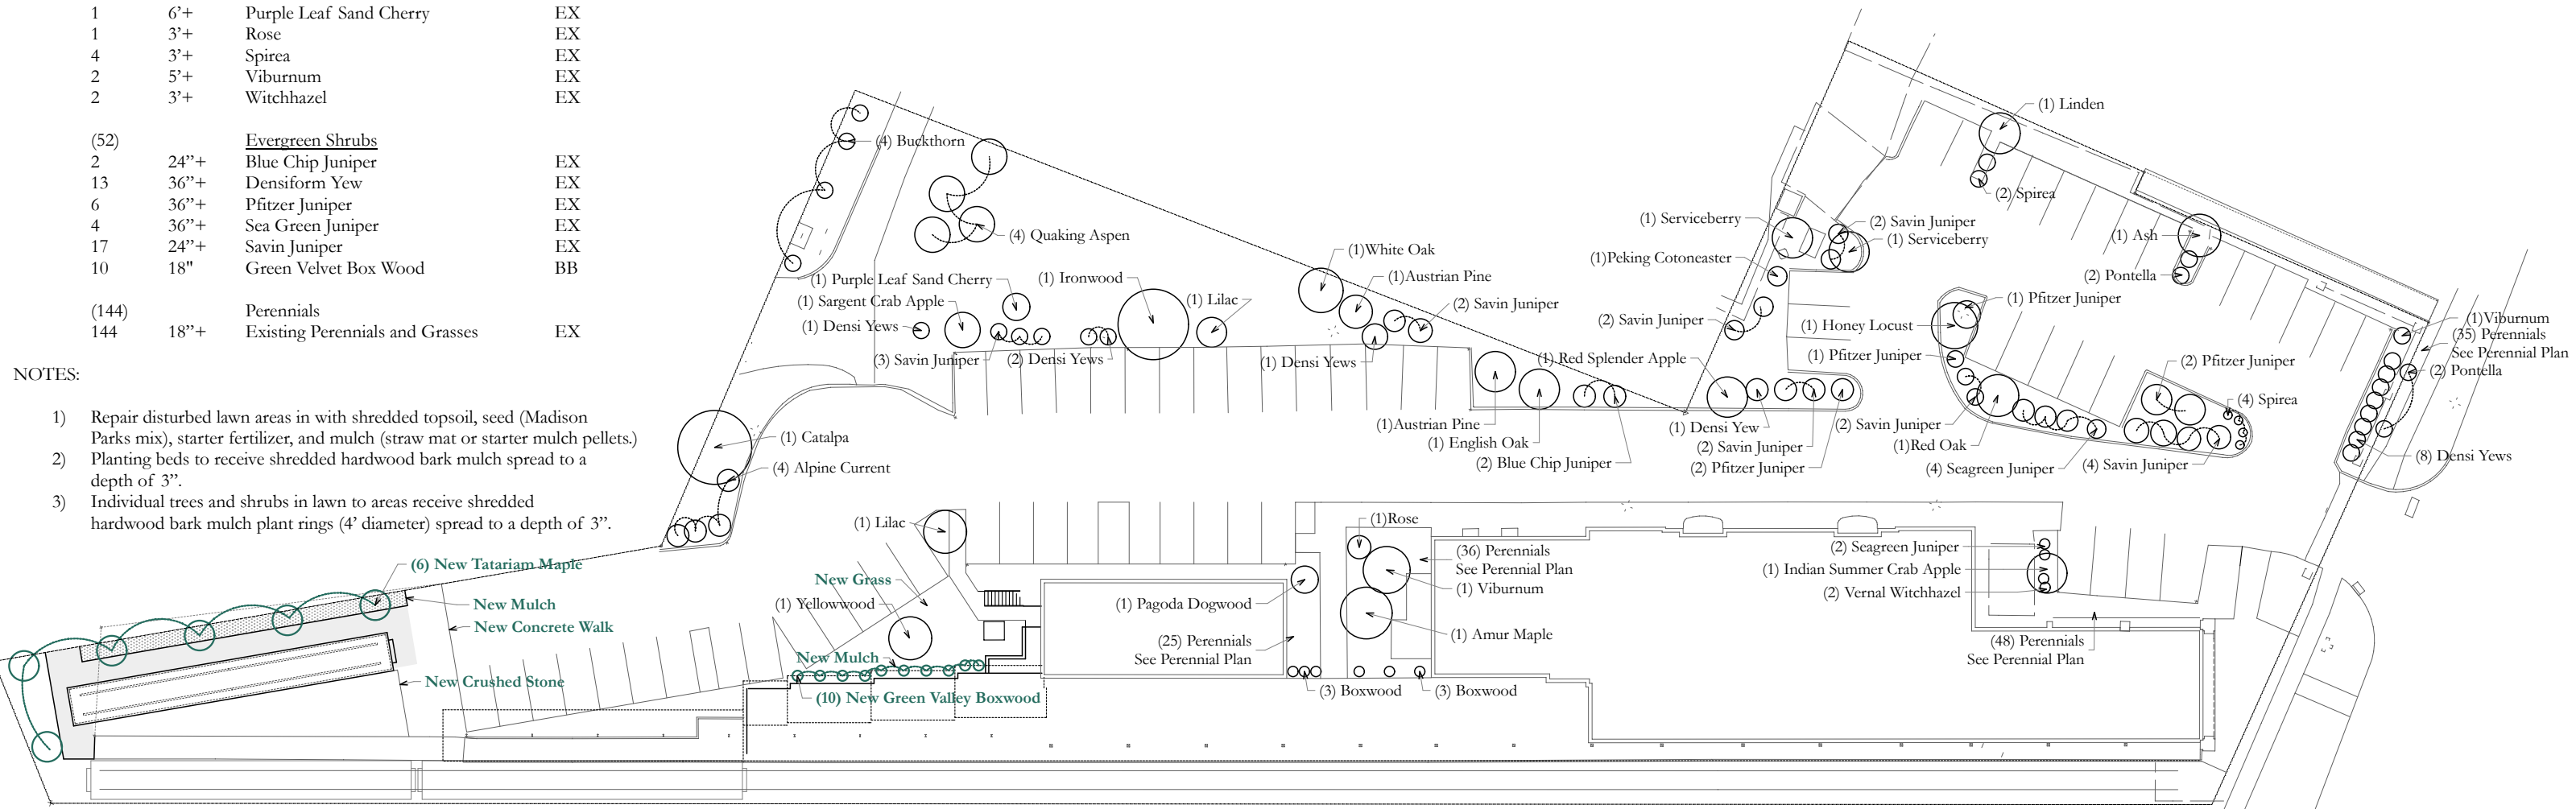 1 6’+ Purple Leaf Sand Cherry EX
1 3’+ Rose EX
4 3’+ Spirea EX
2 5’+ Viburnum EX
2 3’+ Witchhazel EX
(52) Evergreen Shrubs
2 24”+ Blue Chip Juniper EX
13 36”+ Densiform Yew EX
6 36”+ Pfitzer Juniper EX
4 36”+ Sea Green Juniper EX
17 24”+ Savin Juniper EX
10 18" Green Velvet Box Wood BB
(144) Perennials
144 18”+ Existing Perennials and Grasses EX
NOTES:
1) Repair disturbed lawn areas in with shredded topsoil, seed (Madison
Parks mix), starter fertilizer, and mulch (straw mat or starter mulch pellets.)
2) Planting beds to receive shredded hardwood bark mulch spread to a
depth of 3”.
3) Individual trees and shrubs in lawn to areas receive shredded
hardwood bark mulch plant rings (4’ diameter) spread to a depth of 3”.
(4) Buckthorn
(4) Quaking Aspen
(1) Purple Leaf Sand Cherry
(1) Ironwood
(1) Sargent Crab Apple
(1) Lilac
(1) Densi Yews
(3) Savin Juniper
(2) Densi Yews
(1)White Oak
(1)Austrian Pine
(2) Savin Juniper
(1) Densi Yews
(1)Austrian Pine
(1) English Oak
(2) Blue Chip Juniper
(1) Catalpa
(4) Alpine Current
(1) Linden
(2) Spirea
(1) Serviceberry
(2) Savin Juniper
(1) Serviceberry
(1)Peking Cotoneaster
(2) Savin Juniper
(1) Ash
(2) Pontella
(1) Pfitzer Juniper
(1) Honey Locust
(1) Pfitzer Juniper
(1) Red Splender Apple
(1) Densi Yew
(2) Savin Juniper
(2) Pfitzer Juniper
(2) Pfitzer Juniper
(4) Spirea
(2) Savin Juniper
(1)Red Oak
(4) Seagreen Juniper
(4) Savin Juniper
(1)Viburnum
(35) Perennials
See Perennial Plan
(2) Pontella
(8) Densi Yews
(1) Lilac
(1)Rose
(36) Perennials
See Perennial Plan
(1) Viburnum
(1) Pagoda Dogwood
(1) Amur Maple
(25) Perennials
See Perennial Plan
(3) Boxwood
(3) Boxwood
(2) Seagreen Juniper
(1) Indian Summer Crab Apple
(2) Vernal Witchhazel
(48) Perennials
See Perennial Plan
(6) New Tatariam Maple
New Mulch
New Concrete Walk
New Crushed Stone
New Grass
(1) Yellowwood
New Mulch
(10) New Green Valley Boxwood